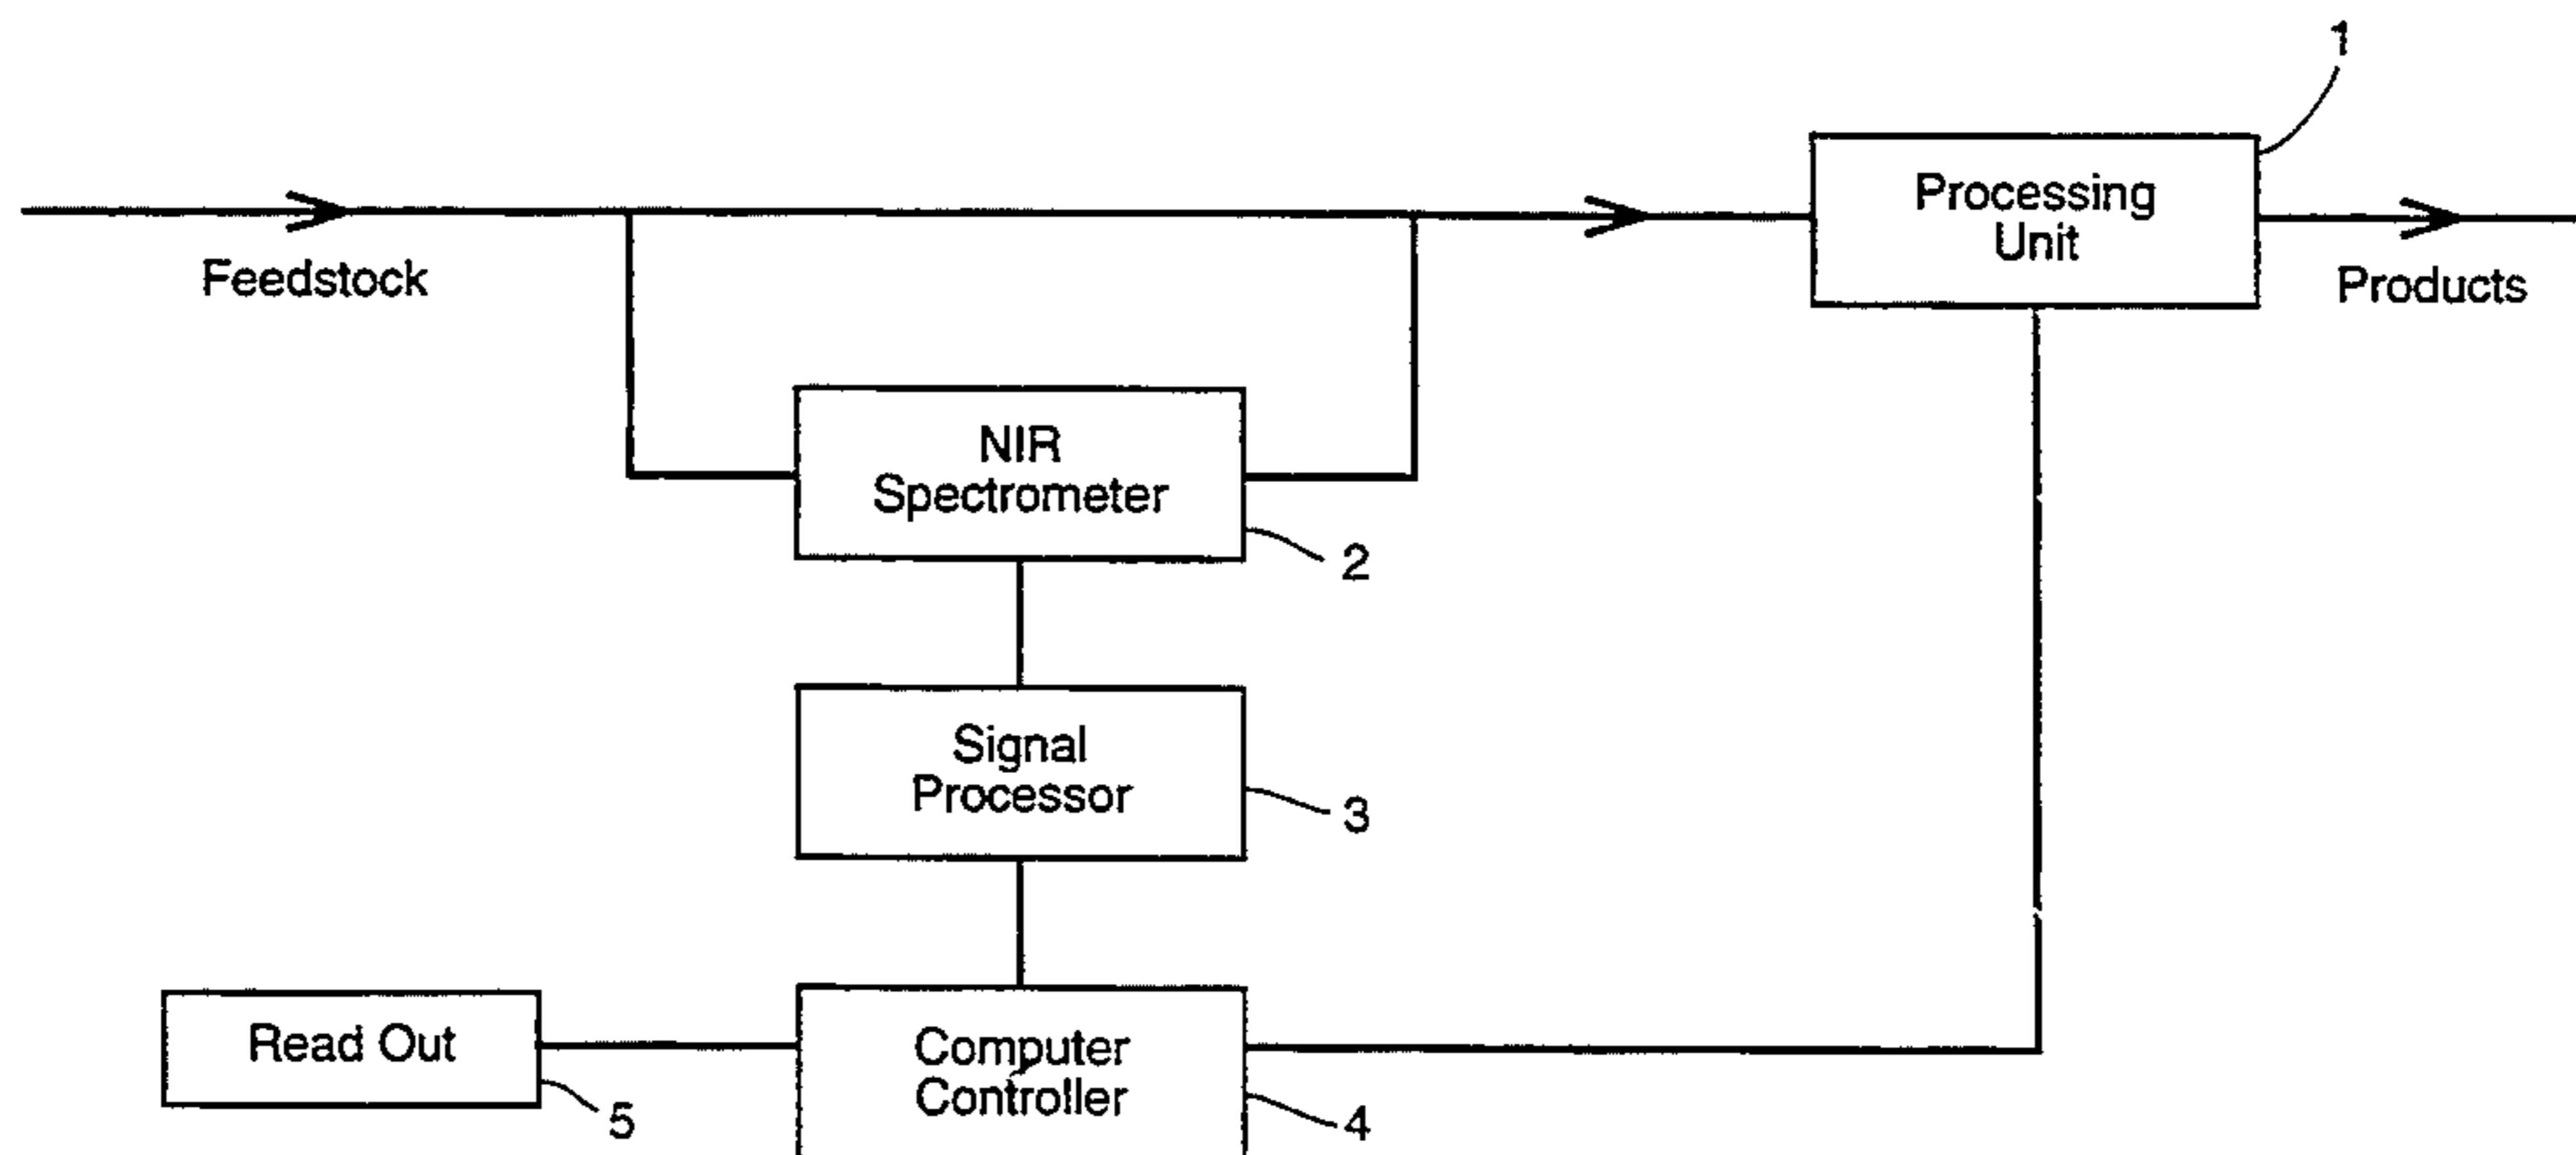 1
Processing
Unit
Feedstock
Products
NIR
Spectrometer
2
Signal
Processor
3
Read Out
5
Computer
Controller
4